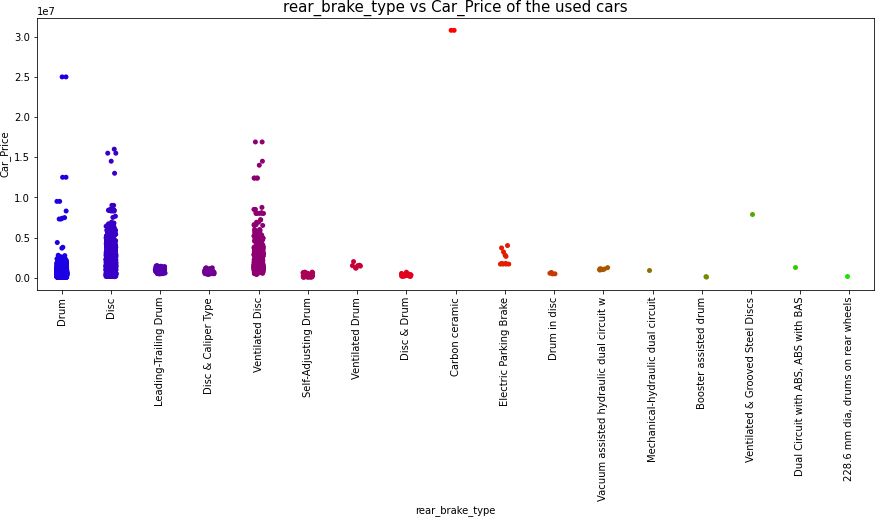 rear_brake_type vs Car_Price of the used cars
1e7
3.0
2.5
2.0
1.5
1.0
0.5
0.0
Car_Price
Drum
Disc
Leading-Trailing Drum
Disc & Caliper Type
Ventilated Disc
Self-Adjusting Drum
Ventilated Drum
Disc & Drum
Carbon ceramic
Electric Parking Brake
Drum in disc
Vacuum assisted hydraulic dual circuit w
Mechanical-hydraulic dual circuit
Booster assisted drum
Ventilated & Grooved Steel Discs
Dual Circuit with ABS, ABS with BAS
228.6 mm dia, drums on rear wheels
rear_brake_type